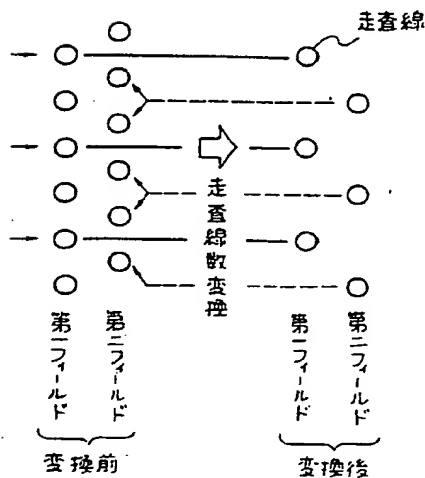 走査線
走査線数変換
第一フィールド
第二フィールド
第一フィールド
第二フィールド
変換前
変換後